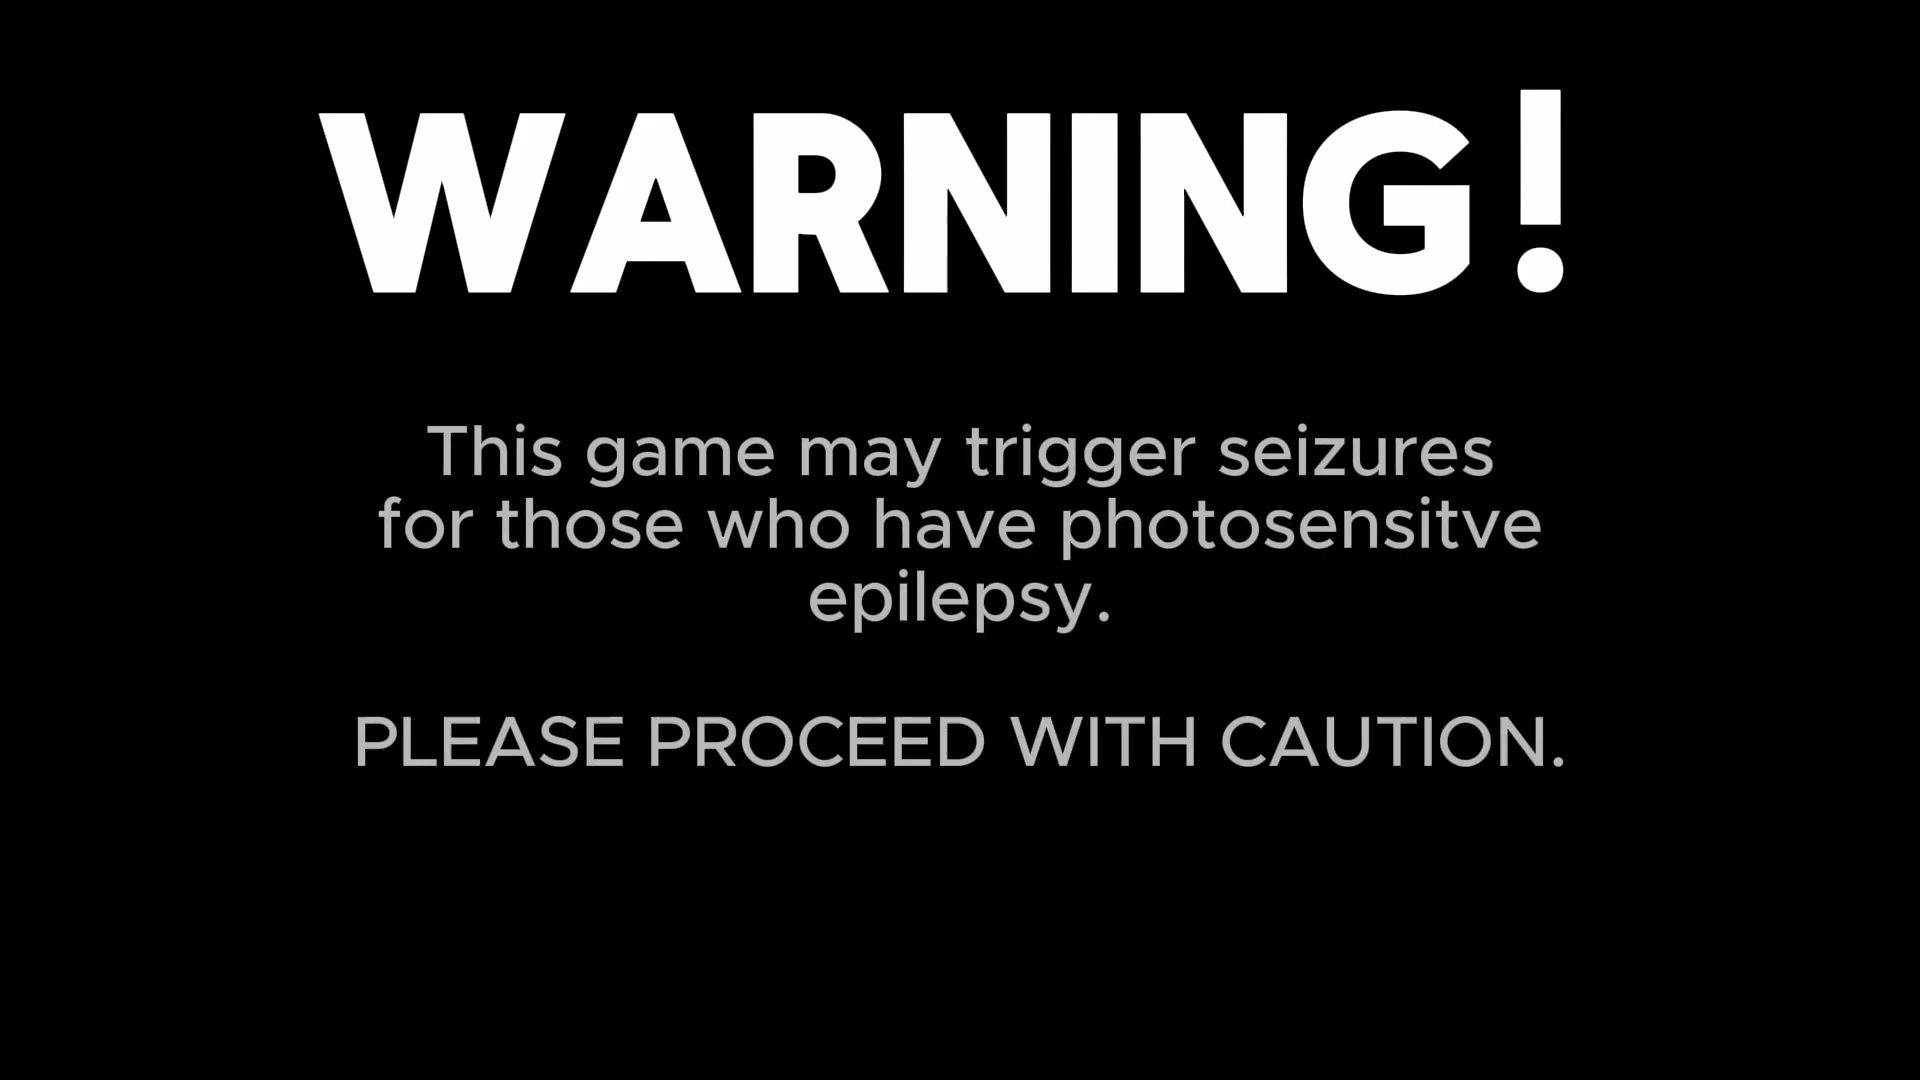 WARNING!
This game may trigger seizures
for those who have photosensitve
epilepsy.
PLEASE PROCEED WITH CAUTION.